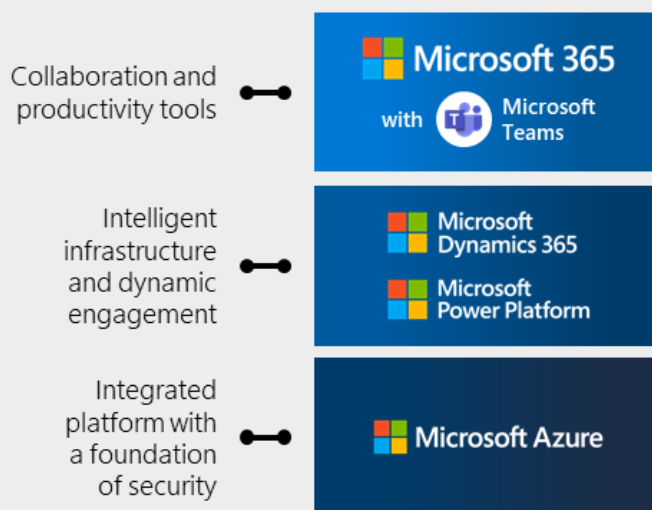 Collaboration and
productivity tools
Microsoft 365
with
Microsoft
Teams
Intelligent
infrastructure
and dynamic
engagement
Microsoft
Dynamics 365
Microsoft
Power Platform
Integrated
platform with
a foundation
of security
Microsoft Azure